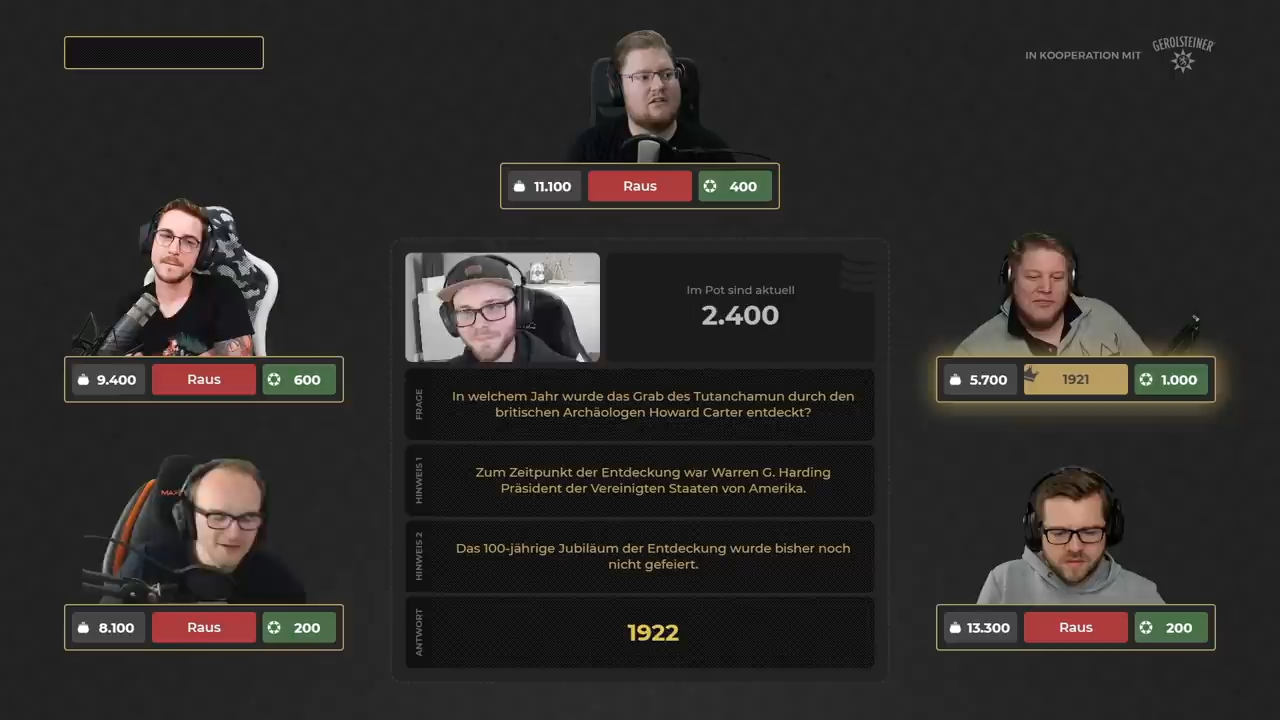 IN KOOPERATION MIT
GEROLSTEINER
11.100 Raus 400
9.400 Raus 600
Im Pot sind aktuell
2.400
5.700 1921 1.000
FRAGE
In welchem Jahr wurde das Grab des Tutanchamun durch den
britischen Archäologen Howard Carter entdeckt?
HINWEIS 1
Zum Zeitpunkt der Entdeckung war Warren G. Harding
Präsident der Vereinigten Staaten von Amerika.
HINWEIS 2
Das 100-jährige Jubiläum der Entdeckung wurde bisher noch
nicht gefeiert.
ANTWORT
1922
8.100 Raus 200
13.300 Raus 200